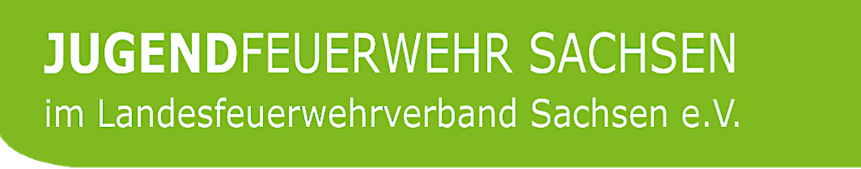 JUGENDFEUERWEHR SACHSEN
im Landesfeuerwehrverband Sachsen e.V.